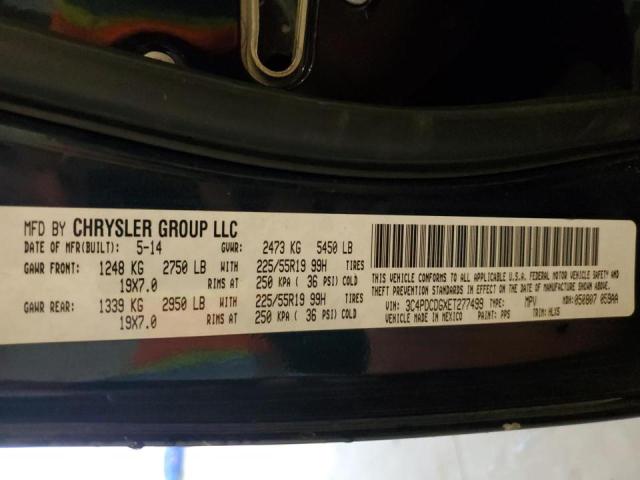 MFD BY CHRYSLER GROUP LLC
DATE OF MFR(BUILT): 5-14 GVWR: 2473 KG 5450 LB
GAWR FRONT: 1248 KG 2750 LB WITH 225/55R19 99H TIRES
19X7.0 RIMS AT 250 KPA ( 36 PSI) COLD
GAWR REAR: 1339 KG 2950 LB WITH 225/55R19 99H TIRES
19X7.0 RIMS AT 250 KPA ( 36 PSI) COLD
THIS VEHICLE CONFORMS TO ALL APPLICABLE U.S.A. FEDERAL MOTOR VEHICLE SAFETY AND
THEFT PREVENTION STANDARDS IN EFFECT ON THE DATE OF MANUFACTURE SHOWN ABOVE.
VIN: 3C4PDCDGXET277499 TYPE: MPV MDH: 050807 059AA
VEHICLE MADE IN MEXICO PAINT: PPS TRIM: HLX5